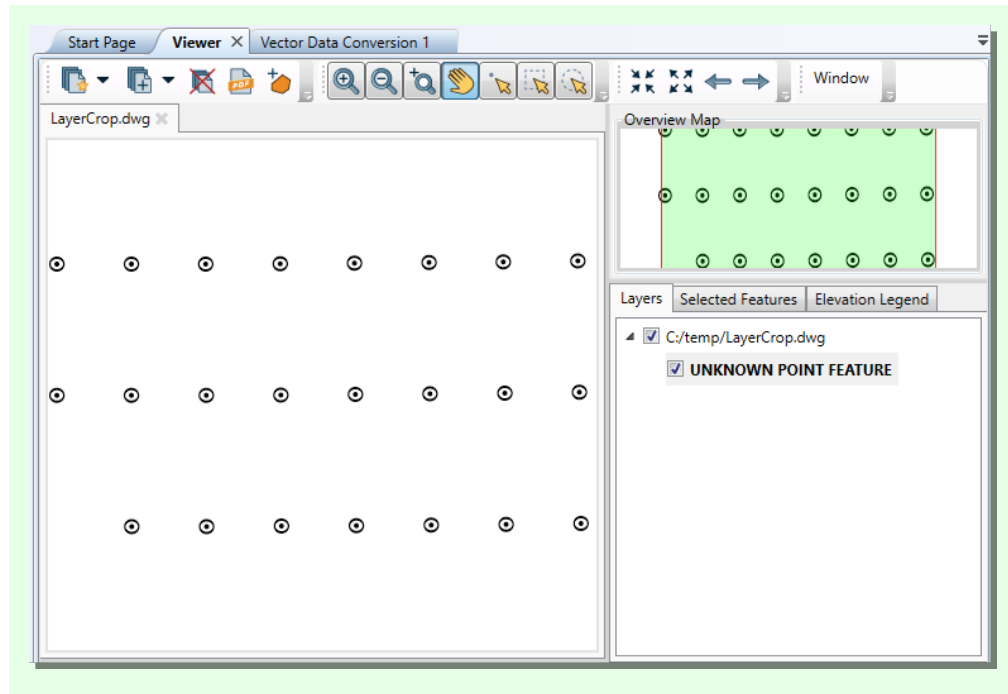 Start Page Viewer Vector Data Conversion 1
PDF Window
LayerCrop.dwg
Overview Map
Layers Selected Features Elevation Legend
C:/temp/LayerCrop.dwg
UNKNOWN POINT FEATURE